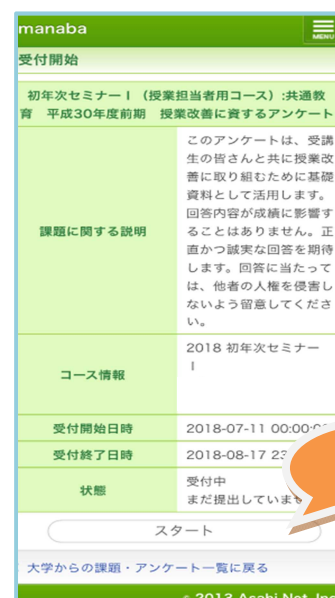 manaba
MENU
受付開始
初年次セミナーⅠ（授業担当者用コース）:共通教
育 平成30年度前期 授業改善に資するアンケート
課題に関する説明
このアンケートは、受講
生の皆さんと共に授業改
善に取り組むために基礎
資料として活用します。
回答内容が成績に影響す
ることはありません。正
直かつ誠実な回答を期待
します。回答に当たって
は、他者の人権を侵害し
ないよう留意してくださ
い。
コース情報
2018 初年次セミナー
Ⅰ
受付開始日時
2018-07-11 00:00:0
受付終了日時
2018-08-17 23
状態
受付中
まだ提出していませ
スタート
大学からの課題・アンケート一覧に戻る
2013 Asahi Net, Inc